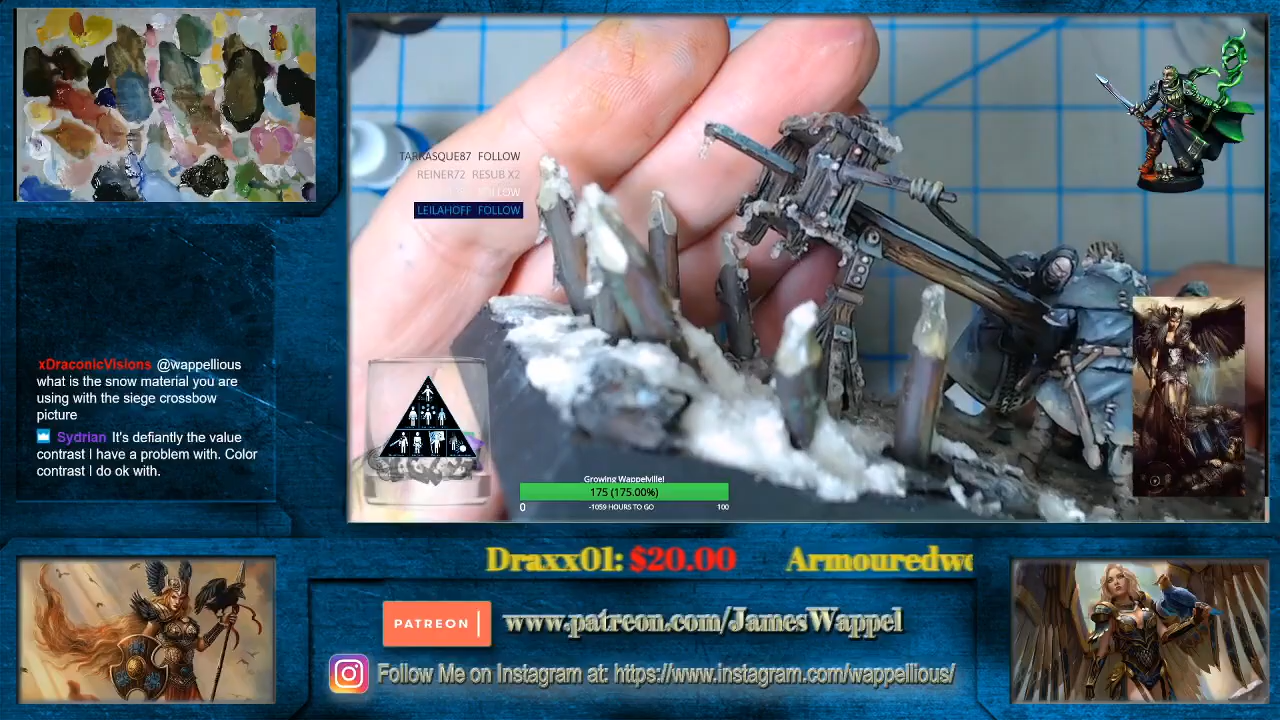 TARRASQUE87 FOLLOW
REINER72 RESUB X2
FOLLOW
LEILAHOFF FOLLOW
xDraconicVisions @wappellious
what is the snow material you are
using with the siege crossbow
picture
Sydrian It's defiantly the value
contrast I have a problem with. Color
contrast I do ok with.
Growing Wappelville!
175 (175.00%)
0 -1059 HOURS TO GO 100
Draxx01: $20.00 Armouredwo
PATREON www.patreon.com/JamesWappel
Follow Me on Instagram at: https://www.instagram.com/wappellious/